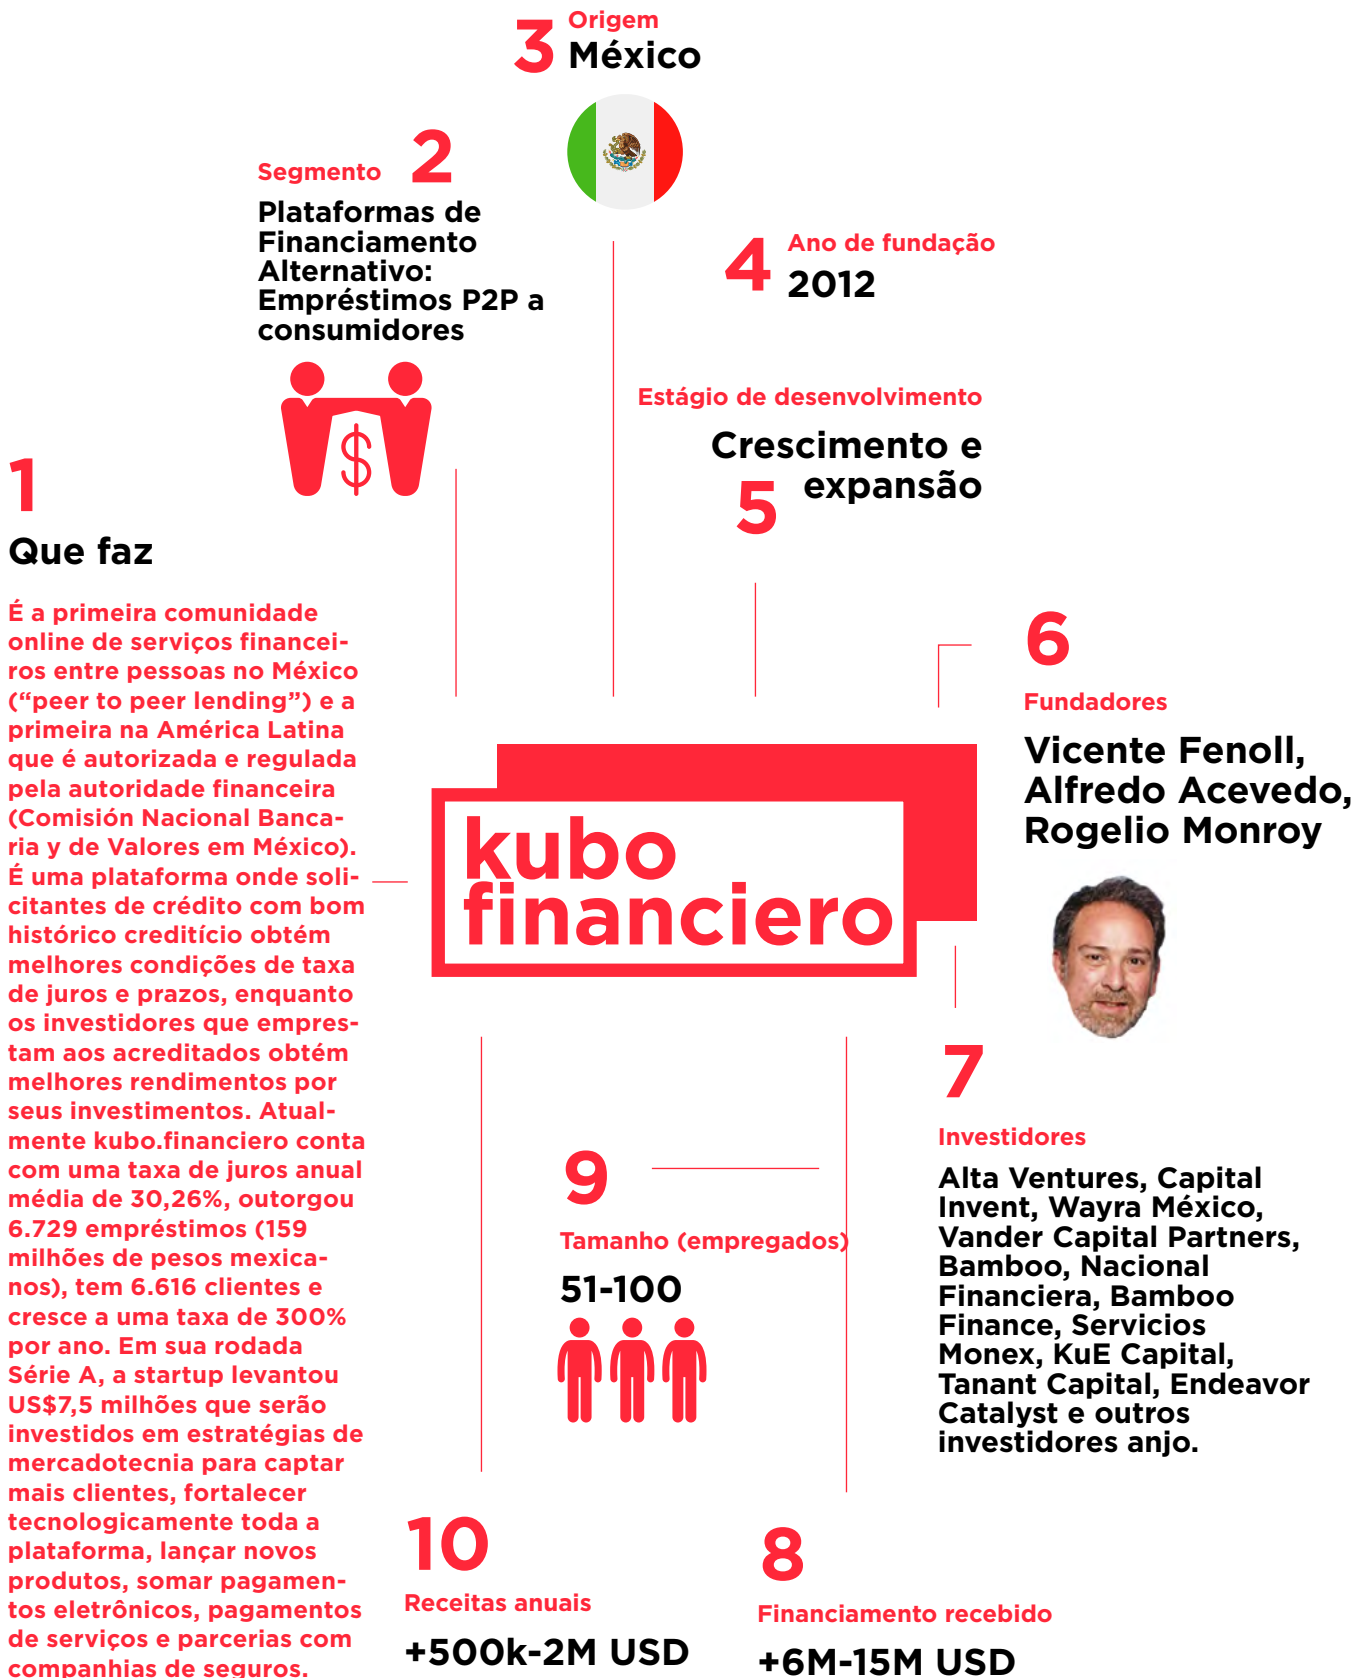 1
Que faz
É a primeira comunidade
online de serviços financei-
ros entre pessoas no México
(“peer to peer lending”) e a
primeira na América Latina
que é autorizada e regulada
pela autoridade financeira
(Comisión Nacional Banca-
ria y de Valores em México).
É uma plataforma onde soli-
citantes de crédito com bom
histórico creditício obtém
melhores condições de taxa
de juros e prazos, enquanto
os investidores que empres-
tam aos acreditados obtém
melhores rendimentos por
seus investimentos. Atual-
mente kubo.financiero conta
com uma taxa de juros anual
média de 30,26%, outorgou
6.729 empréstimos (159
milhões de pesos mexica-
nos), tem 6.616 clientes e
cresce a uma taxa de 300%
por ano. Em sua rodada
Série A, a startup levantou
US$7,5 milhões que serão
investidos em estratégias de
mercadotecnia para captar
mais clientes, fortalecer
tecnologicamente toda a
plataforma, lançar novos
produtos, somar pagamen-
tos eletrônicos, pagamentos
de serviços e parcerias com
companhias de seguros.
Segmento 2
Plataformas de
Financiamento
Alternativo:
Empréstimos P2P a
consumidores
$
3 Origem
México
4 Ano de fundação
2012
Estágio de desenvolvimento
Crescimento e
5 expansão
kubo
financiero
6
Fundadores
Vicente Fenoll,
Alfredo Acevedo,
Rogelio Monroy
7
Investidores
Alta Ventures, Capital
Invent, Wayra México,
Vander Capital Partners,
Bamboo, Nacional
Financiera, Bamboo
Finance, Servicios
Monex, KuE Capital,
Tanant Capital, Endeavor
Catalyst e outros
investidores anjo.
8
Financiamento recebido
+6M-15M USD
9
Tamanho (empregados)
51-100
10
Receitas anuais
+500k-2M USD